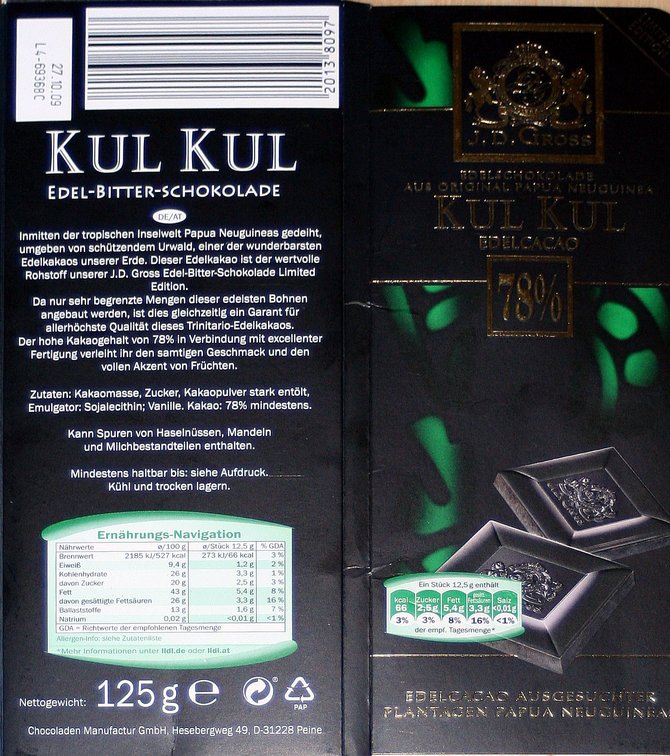 27.10.09
L4-69368C
2013 8097
KUL KUL
EDEL-BITTER-SCHOKOLADE
DE/AT
Inmitten der tropischen Inselwelt Papua Neuguineas gedeiht,
umgeben von schützendem Urwald, einer der wunderbarsten
Edelkakaos unserer Erde. Dieser Edelkakao ist der wertvolle
Rohstoff unserer J.D. Gross Edel-Bitter-Schokolade Limited
Edition.
Da nur sehr begrenzte Mengen dieser edelsten Bohnen
angebaut werden, ist dies gleichzeitig ein Garant für
allerhöchste Qualität dieses Trinitario-Edelkakaos.
Der hohe Kakaogehalt von 78% in Verbindung mit excellenter
Fertigung verleiht ihr den samtigen Geschmack und den
vollen Akzent von Früchten.
Zutaten: Kakaomasse, Zucker, Kakaopulver stark entölt,
Emulgator: Sojalecithin; Vanille. Kakao: 78% mindestens.
Kann Spuren von Haselnüssen, Mandeln
und Milchbestandteilen enthalten.
Mindestens haltbar bis: siehe Aufdruck.
Kühl und trocken lagern.
Ernährungs-Navigation
Nährwerte ø/100 g ø/Stück 12,5 g % GDA
Brennwert 2185 kJ/527 kcal 273 kJ/66 kcal 3 %
Eiweiß 9,4 g 1,2 g 2 %
Kohlenhydrate 26 g 3,3 g 1 %
davon Zucker 20 g 2,5 g 3 %
Fett 43 g 5,4 g 8 %
davon gesättigte Fettsäuren 26 g 3,3 g 16 %
Ballaststoffe 13 g 1,6 g 7 %
Natrium 0,02 g <0,01 g <1 %
GDA = Richtwerte der empfohlenen Tagesmenge
Allergen-Info: siehe Zutatenliste
*Mehr Informationen unter lidl.de oder lidl.at
Nettogewicht: 125 g e
PAP
Chocoladen Manufactur GmbH, Hesebergweg 49, D-31228 Peine
LIMITED
EDITION
J. D. GROSS
EDELSCHOKOLADE
AUS ORIGINAL PAPUA NEUGUINEA
KUL KUL
EDELCACAO
78%
Ein Stück 12,5 g enthält
kcal Zucker Fett gesätt. Fettsäuren Salz
66 2,5g 5,4g 3,3g <0,01g
3% 3% 8% 16% <1%
der empf. Tagesmenge*
EDELCACAO AUSGESUCHTER
PLANTAGEN PAPUA NEUGUINEA